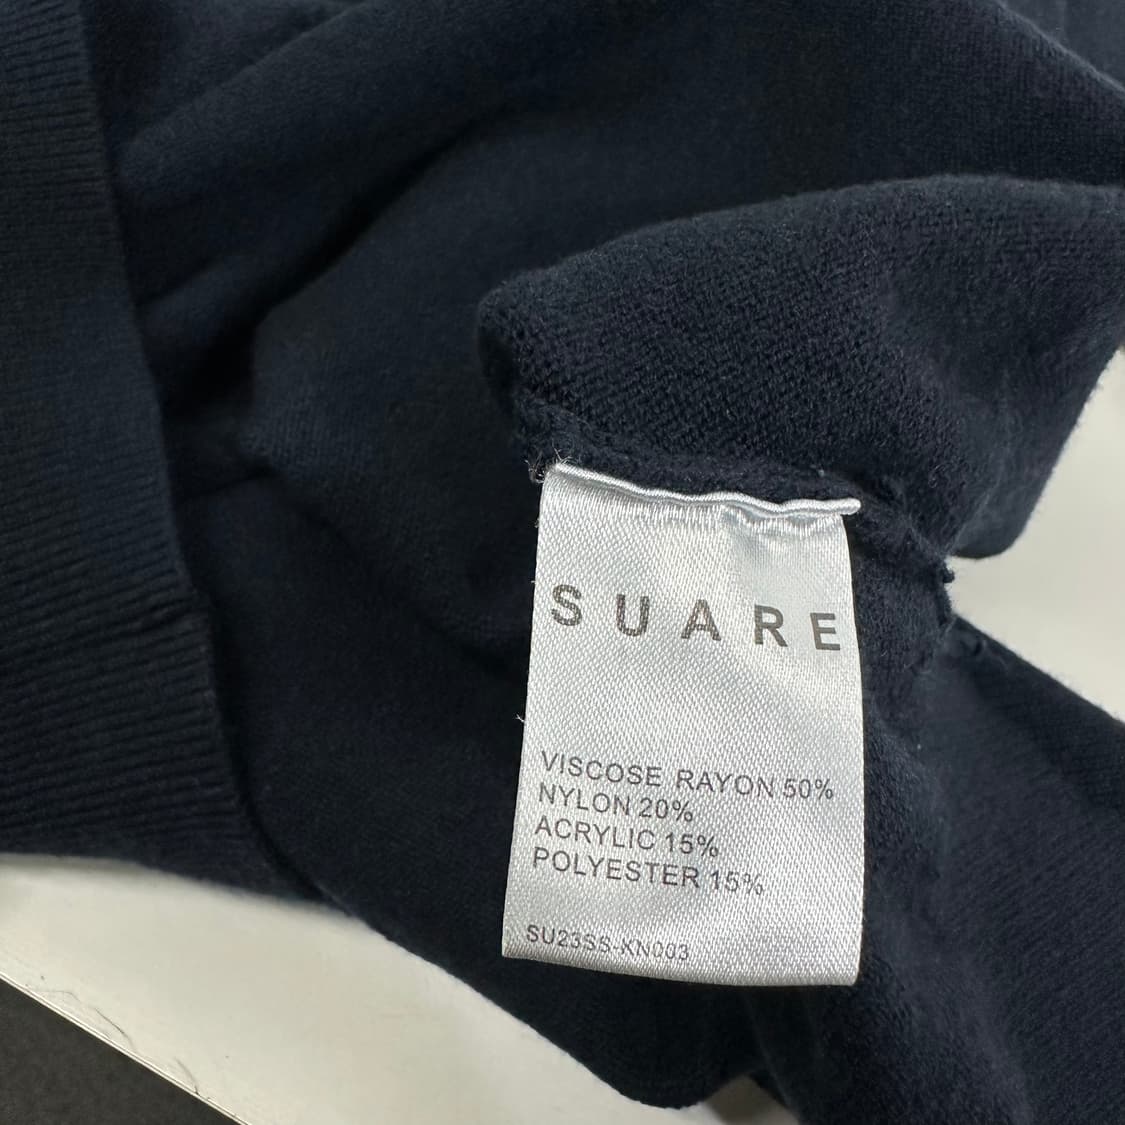 SUARE
VISCOSE RAYON 50%
NYLON 20%
ACRYLIC 15%
POLYESTER 15%
SU23SS-KN003